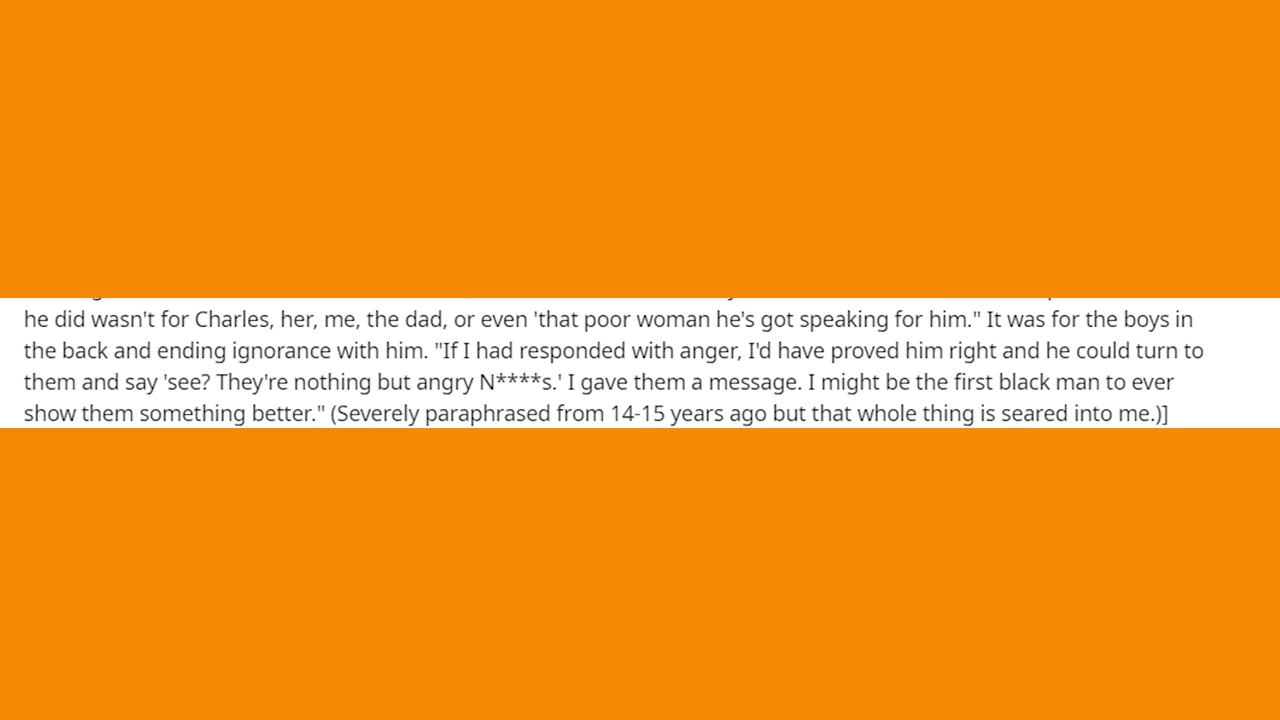 he did wasn't for Charles, her, me, the dad, or even 'that poor woman he's got speaking for him." It was for the boys in
the back and ending ignorance with him. "If I had responded with anger, I'd have proved him right and he could turn to
them and say 'see? They're nothing but angry N****s.' I gave them a message. I might be the first black man to ever
show them something better." (Severely paraphrased from 14-15 years ago but that whole thing is seared into me.)]